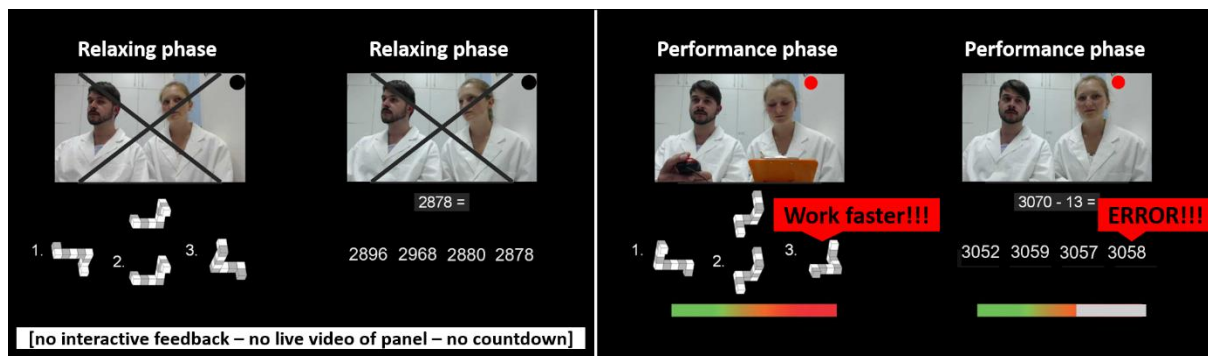 Relaxing phase
Relaxing phase
2878 =
1.
2.
3.
2896 2968 2880 2878
[no interactive feedback – no live video of panel – no countdown]
Performance phase
Performance phase
3070 - 13 =
Work faster!!!
ERROR!!!
1.
2.
3.
3052 3059 3057 3058